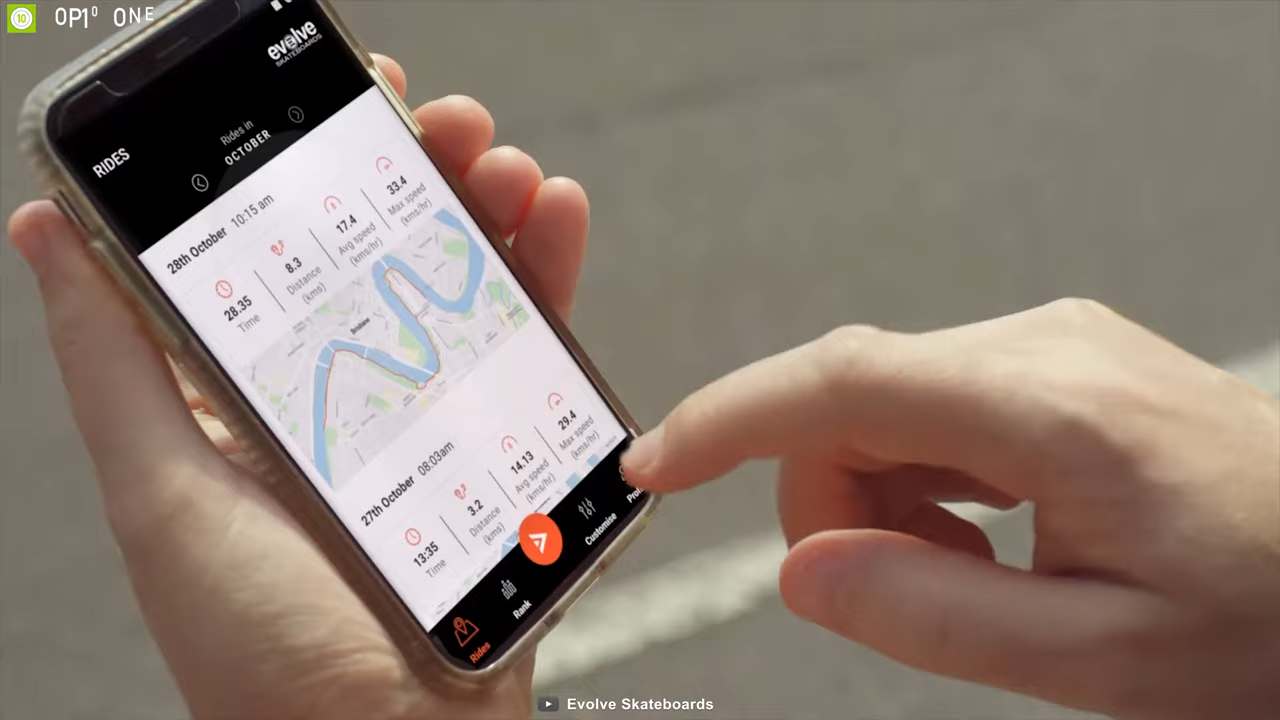 10 OP1⁰ ONE
evolve
SKATEBOARDS
RIDES
Rides in
OCTOBER
28th October 10:15 am
28.35
Time
8.3
Distance
(kms)
17.4
Avg speed
(kms/hr)
33.4
Max speed
(kms/hr)
Brisbane
27th October 08:03am
13:35
Time
3.2
Distance
(kms)
14.13
Avg speed
(kms/hr)
29.4
Max speed
(kms/hr)
Rides
Rank
Customise
Evolve Skateboards